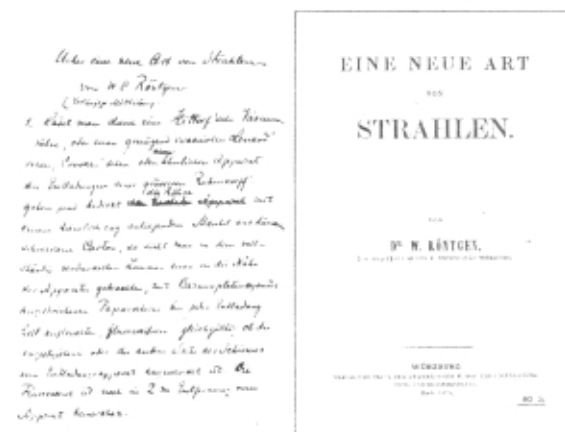 Ueber eine neue Art von Strahlen
von W. C. Röntgen
(Vorläufige Mittheilung)
1. Lässt man durch eine Hittorf'sche Vacuum
röhre, oder einen genügend evacuirten Lenard'
schen, Crookes'schen oder ähnlichen Apparat
die Entladungen eines grösseren Ruhmkorff
gehen und bedeckt die Röhre mit
einem eng anliegenden Mantel aus dünnem
schwarzem Carton, so sieht man in dem voll-
ständig verdunkelten Zimmer einen in die Nähe
des Apparates gebrachten, mit Bariumplatincyanür
angestrichenen Papierschirm bei jeder Entladung
hell aufleuchten, fluoresciren, gleichgültig ob die
angestrichene oder die andere Seite des Schirmes
dem Entladungsapparat zugewendet ist. Die
Fluorescenz ist noch in 2 m Entfernung vom
Apparat bemerkbar.
EINE NEUE ART
VON
STRAHLEN.
VON
DR. W. RÖNTGEN,
WÜRZBURG